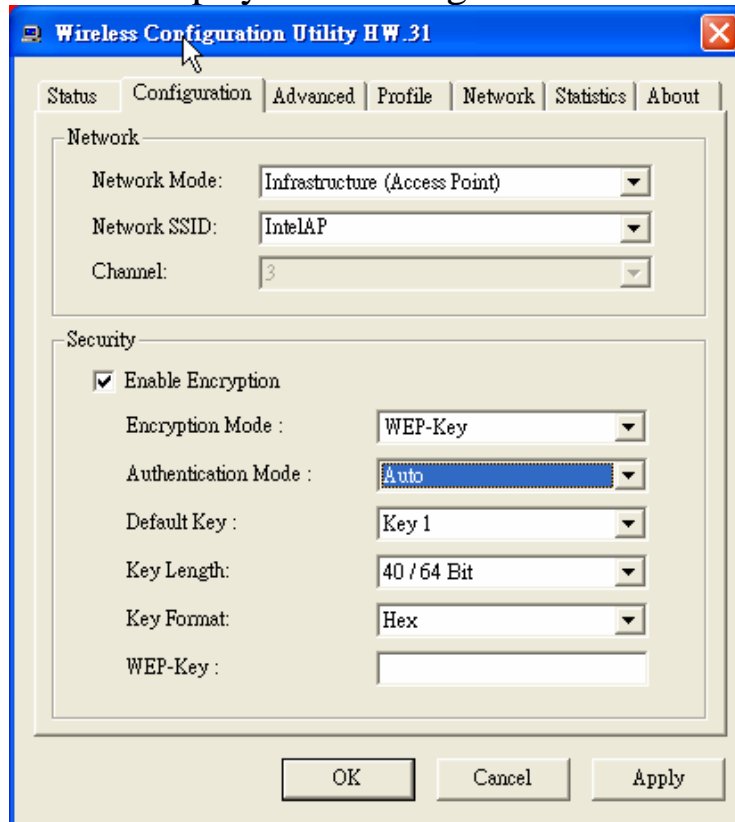 Wireless Configuration Utility HW.31
Status Configuration Advanced Profile Network Statistics About
Network
Network Mode: Infrastructure (Access Point)
Network SSID: IntelAP
Channel: 3
Security
Enable Encryption
Encryption Mode : WEP-Key
Authentication Mode : Auto
Default Key : Key 1
Key Length: 40 / 64 Bit
Key Format: Hex
WEP-Key :
OK Cancel Apply